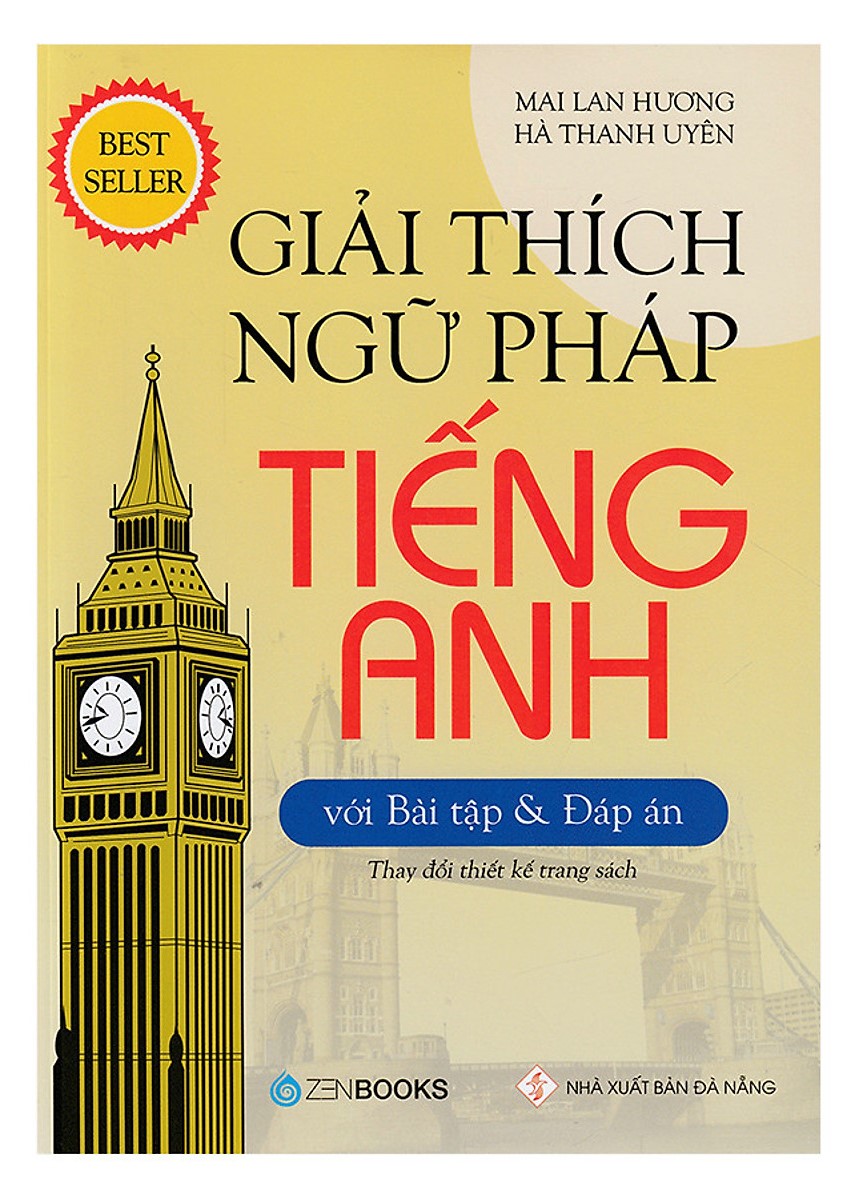 BEST
SELLER
MAI LAN HƯƠNG
HÀ THANH UYÊN
GIẢI THÍCH
NGỮ PHÁP
TIẾNG
ANH
với Bài tập & Đáp án
Thay đổi thiết kế trang sách
ZENBOOKS
NHÀ XUẤT BẢN ĐÀ NẴNG